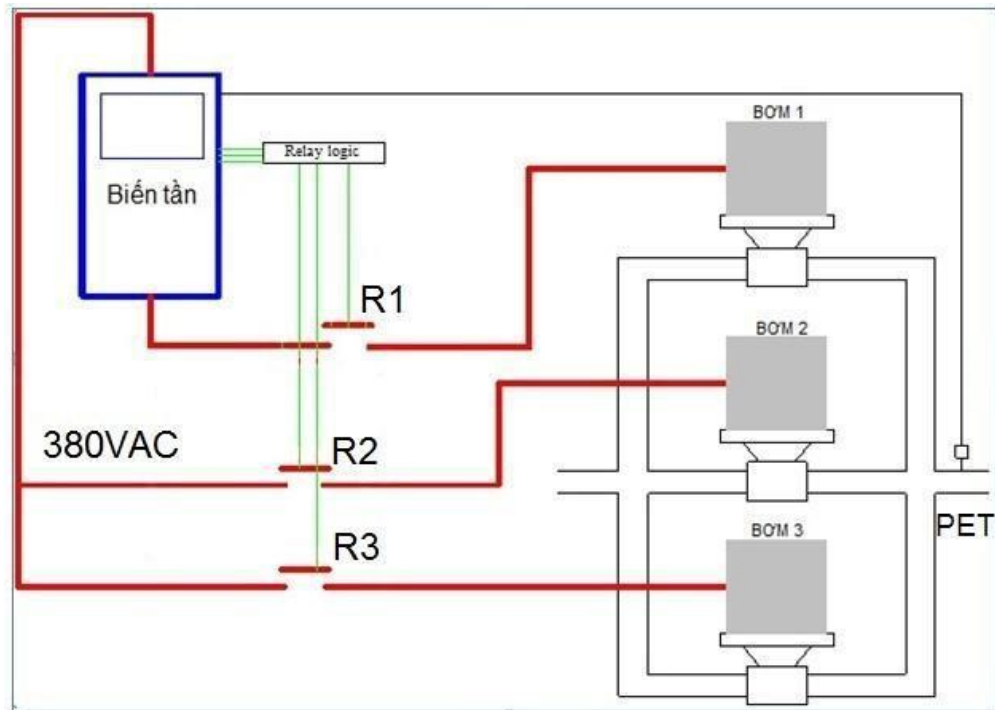 BƠM 1
Relay logic
Biến tần
R1
BƠM 2
380VAC
R2
PET
BƠM 3
R3